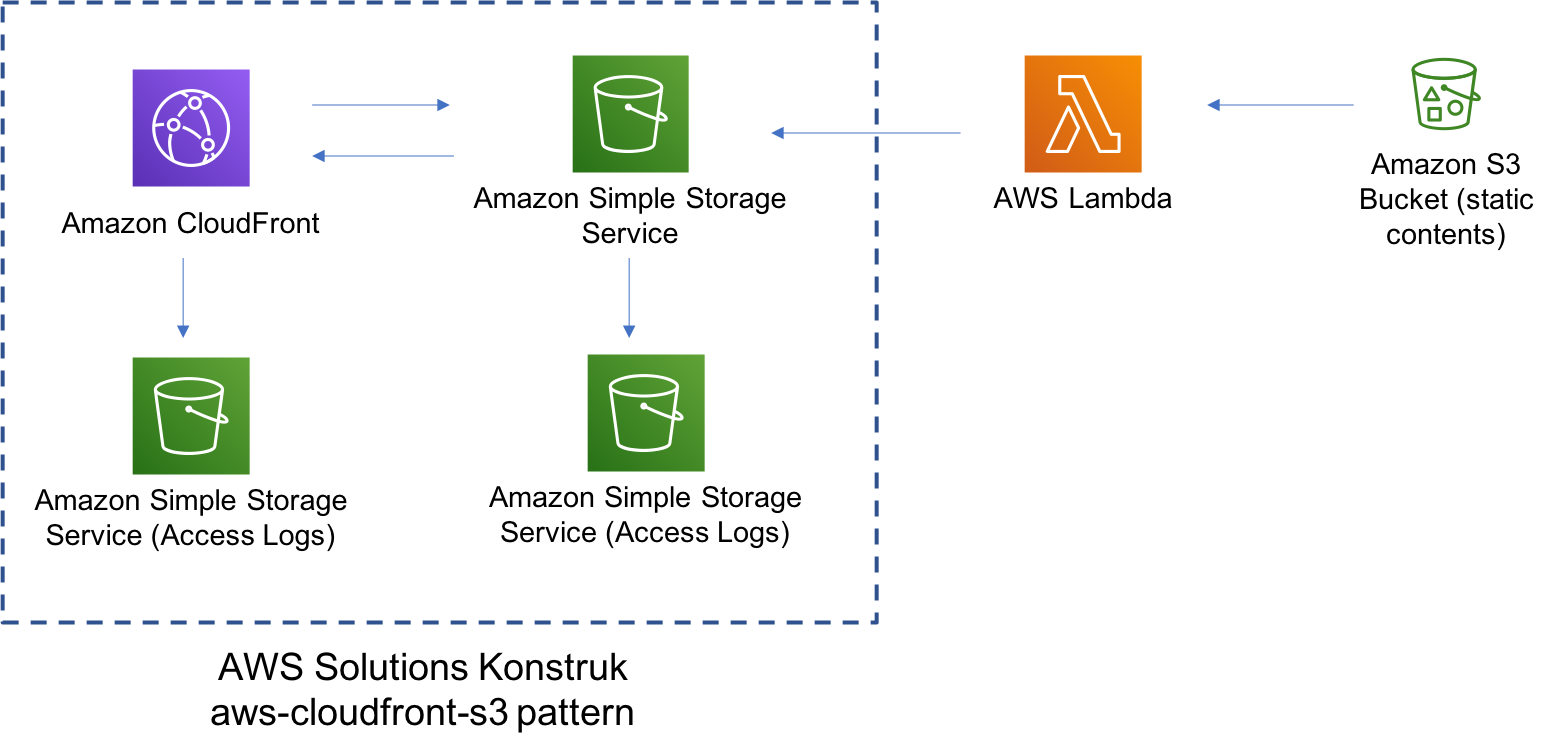 Amazon CloudFront
Amazon Simple Storage
Service
AWS Lambda
Amazon S3
Bucket (static
contents)
Amazon Simple Storage
Service (Access Logs)
Amazon Simple Storage
Service (Access Logs)
AWS Solutions Konstruk
aws-cloudfront-s3 pattern